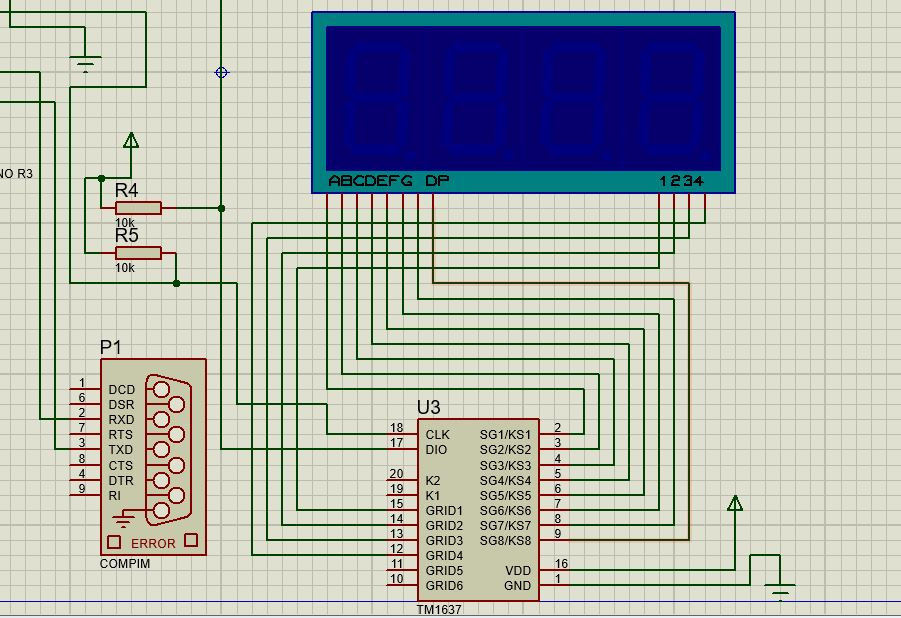 ABCDEFG DP 1234
NO R3
R4
10k
R5
10k
P1
1 DCD
6 DSR
2 RXD
7 RTS
3 TXD
8 CTS
4 DTR
9 RI
ERROR
COMPIM
U3
18 CLK SG1/KS1 2
17 DIO SG2/KS2 3
SG3/KS3 4
20 K2 SG4/KS4 5
19 K1 SG5/KS5 6
15 GRID1 SG6/KS6 7
14 GRID2 SG7/KS7 8
13 GRID3 SG8/KS8 9
12 GRID4
11 GRID5 VDD 16
10 GRID6 GND 1
TM1637